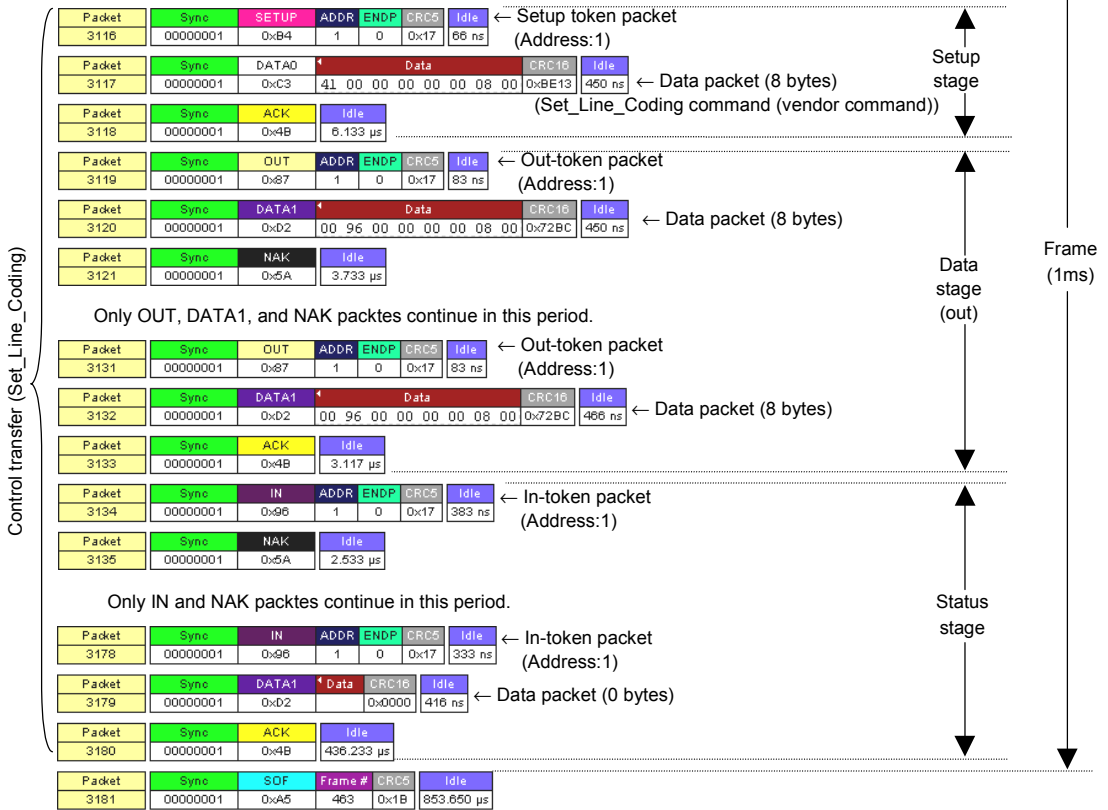 Packet Sync SETUP ADDR ENDP CRC5 Idle ← Setup token packet
3116 00000001 0xB4 1 0 0x17 66 ns (Address:1)
Setup stage
Packet Sync DATA0 Data CRC16 Idle
3117 00000001 0xC3 41 00 00 00 00 00 08 00 0xBE13 450 ns ← Data packet (8 bytes)
(Set_Line_Coding command (vendor command))
Packet Sync ACK Idle
3118 00000001 0x4B 6.133 µs
Packet Sync OUT ADDR ENDP CRC5 Idle ← Out-token packet
3119 00000001 0x87 1 0 0x17 83 ns (Address:1)
Packet Sync DATA1 Data CRC16 Idle ← Data packet (8 bytes)
3120 00000001 0xD2 00 96 00 00 00 00 08 00 0x72BC 450 ns
Packet Sync NAK Idle
3121 00000001 0x5A 3.733 µs
Data stage (out)
Frame (1ms)
Control transfer (Set_Line_Coding)
Only OUT, DATA1, and NAK packtes continue in this period.
Packet Sync OUT ADDR ENDP CRC5 Idle ← Out-token packet
3131 00000001 0x87 1 0 0x17 83 ns (Address:1)
Packet Sync DATA1 Data CRC16 Idle ← Data packet (8 bytes)
3132 00000001 0xD2 00 96 00 00 00 00 08 00 0x72BC 466 ns
Packet Sync ACK Idle
3133 00000001 0x4B 3.117 µs
Packet Sync IN ADDR ENDP CRC5 Idle ← In-token packet
3134 00000001 0x96 1 0 0x17 383 ns (Address:1)
Packet Sync NAK Idle
3135 00000001 0x5A 2.533 µs
Only IN and NAK packtes continue in this period.
Status stage
Packet Sync IN ADDR ENDP CRC5 Idle ← In-token packet
3178 00000001 0x96 1 0 0x17 333 ns (Address:1)
Packet Sync DATA1 Data CRC16 Idle ← Data packet (0 bytes)
3179 00000001 0xD2 0x0000 416 ns
Packet Sync ACK Idle
3180 00000001 0x4B 436.233 µs
Packet Sync SOF Frame # CRC5 Idle
3181 00000001 0xA5 463 0x1B 853.650 µs